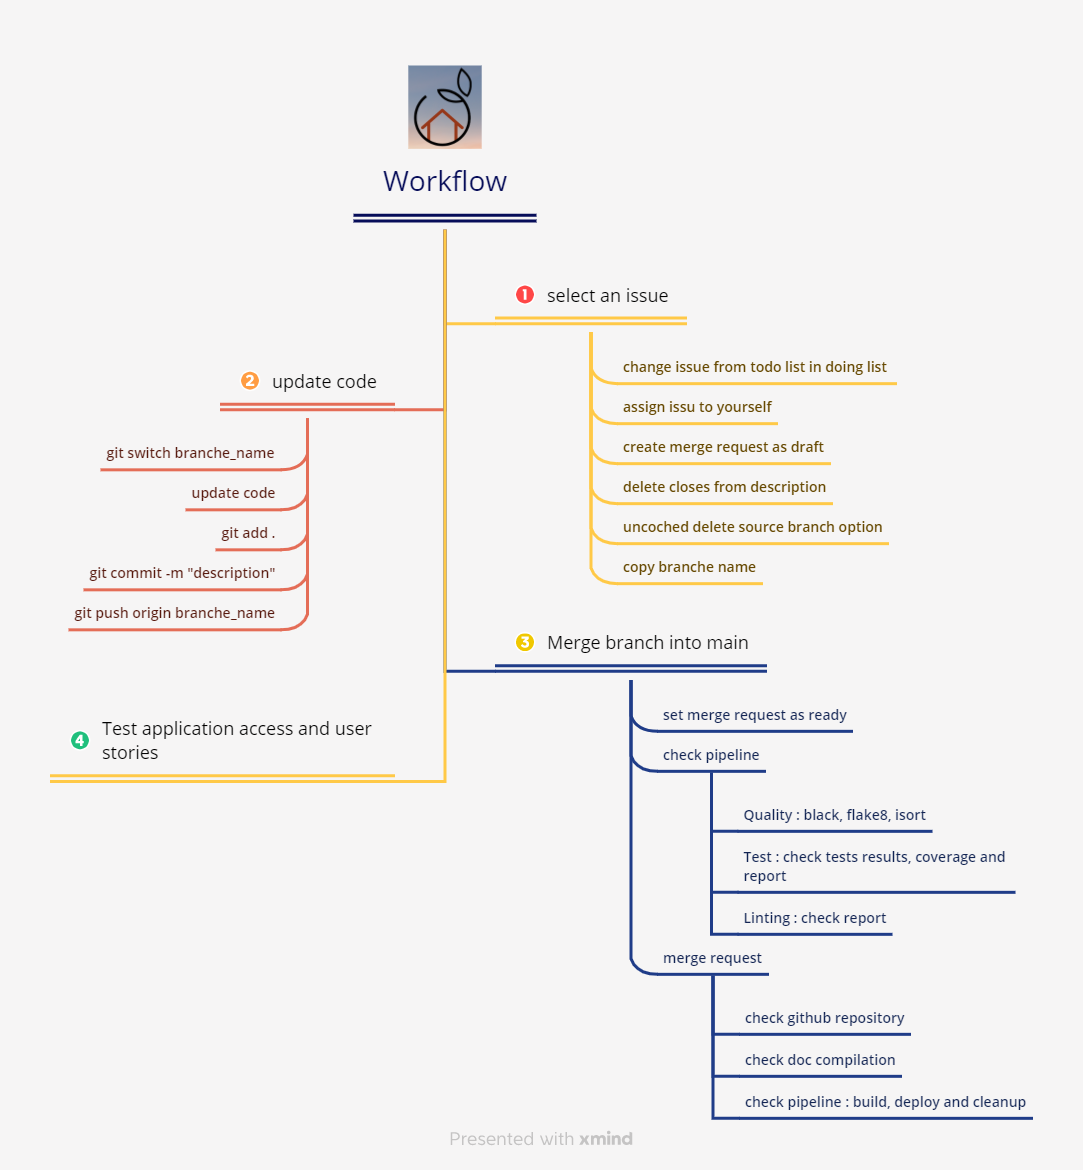 Workflow
1 select an issue
change issue from todo list in doing list
assign issu to yourself
create merge request as draft
delete closes from description
uncoched delete source branch option
copy branche name
2 update code
git switch branche_name
update code
git add .
git commit -m "description"
git push origin branche_name
3 Merge branch into main
set merge request as ready
check pipeline
Quality : black, flake8, isort
Test : check tests results, coverage and
report
Linting : check report
merge request
check github repository
check doc compilation
check pipeline : build, deploy and cleanup
4 Test application access and user
stories
Presented with xmind